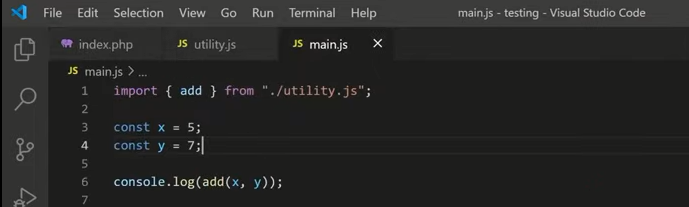 File Edit Selection View Go Run Terminal Help main.js - testing - Visual Studio Code
index.php JS utility.js JS main.js
JS main.js > ...
1 import { add } from "./utility.js";
2
3 const x = 5;
4 const y = 7;
5
6 console.log(add(x, y));
7